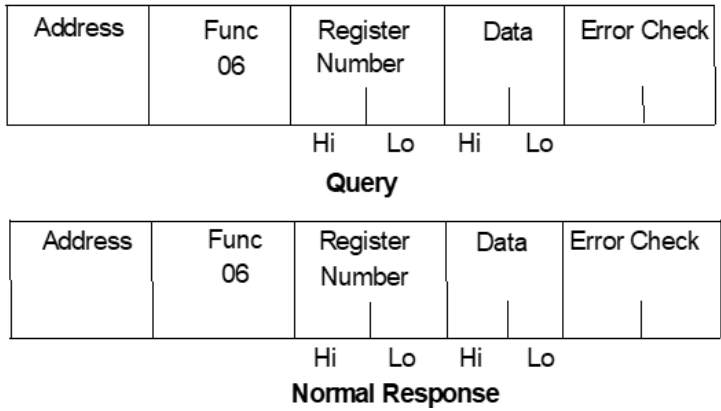 Address Func Register Data Error Check
06 Number
Hi Lo Hi Lo
Query
Address Func Register Data Error Check
06 Number
Hi Lo Hi Lo
Normal Response